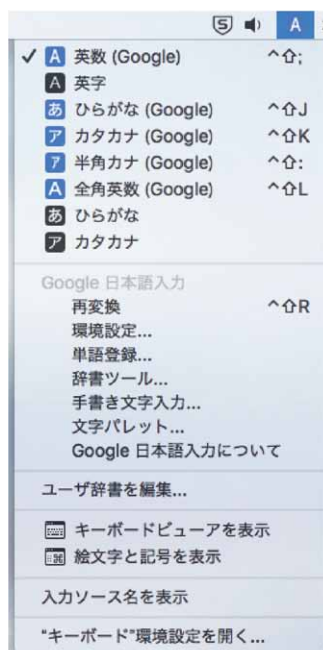 S A
✓ A 英数 (Google) ^⇧;
A 英字
あ ひらがな (Google) ^⇧J
ア カタカナ (Google) ^⇧K
ア 半角カナ (Google) ^⇧:
A 全角英数 (Google) ^⇧L
あ ひらがな
ア カタカナ
Google 日本語入力
再変換 ^⇧R
環境設定...
単語登録...
辞書ツール...
手書き文字入力...
文字パレット...
Google 日本語入力について
ユーザ辞書を編集...
キーボードビューアを表示
⌘ 絵文字と記号を表示
入力ソース名を表示
"キーボード"環境設定を開く...